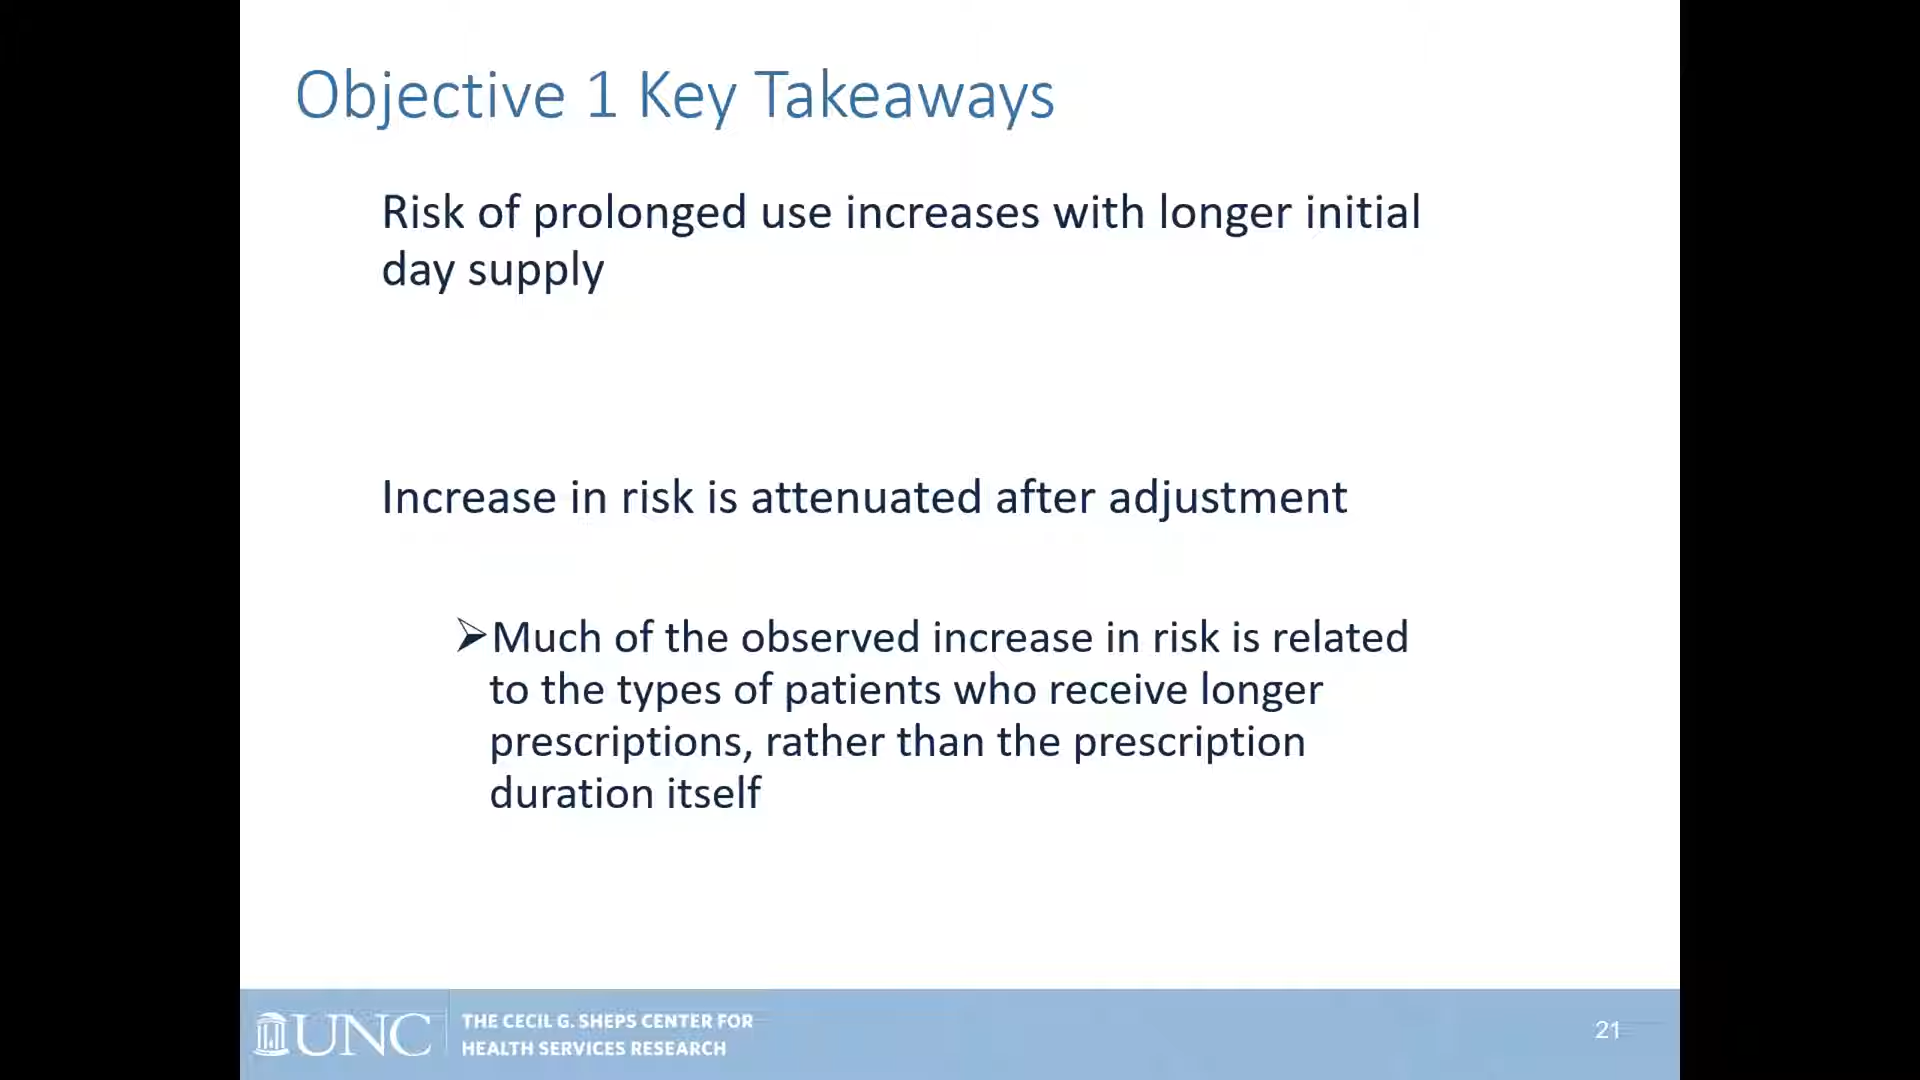 Objective 1 Key Takeaways
Risk of prolonged use increases with longer initial
day supply
Increase in risk is attenuated after adjustment
➢Much of the observed increase in risk is related
to the types of patients who receive longer
prescriptions, rather than the prescription
duration itself
UNC
THE CECIL G. SHEPS CENTER FOR
HEALTH SERVICES RESEARCH
21